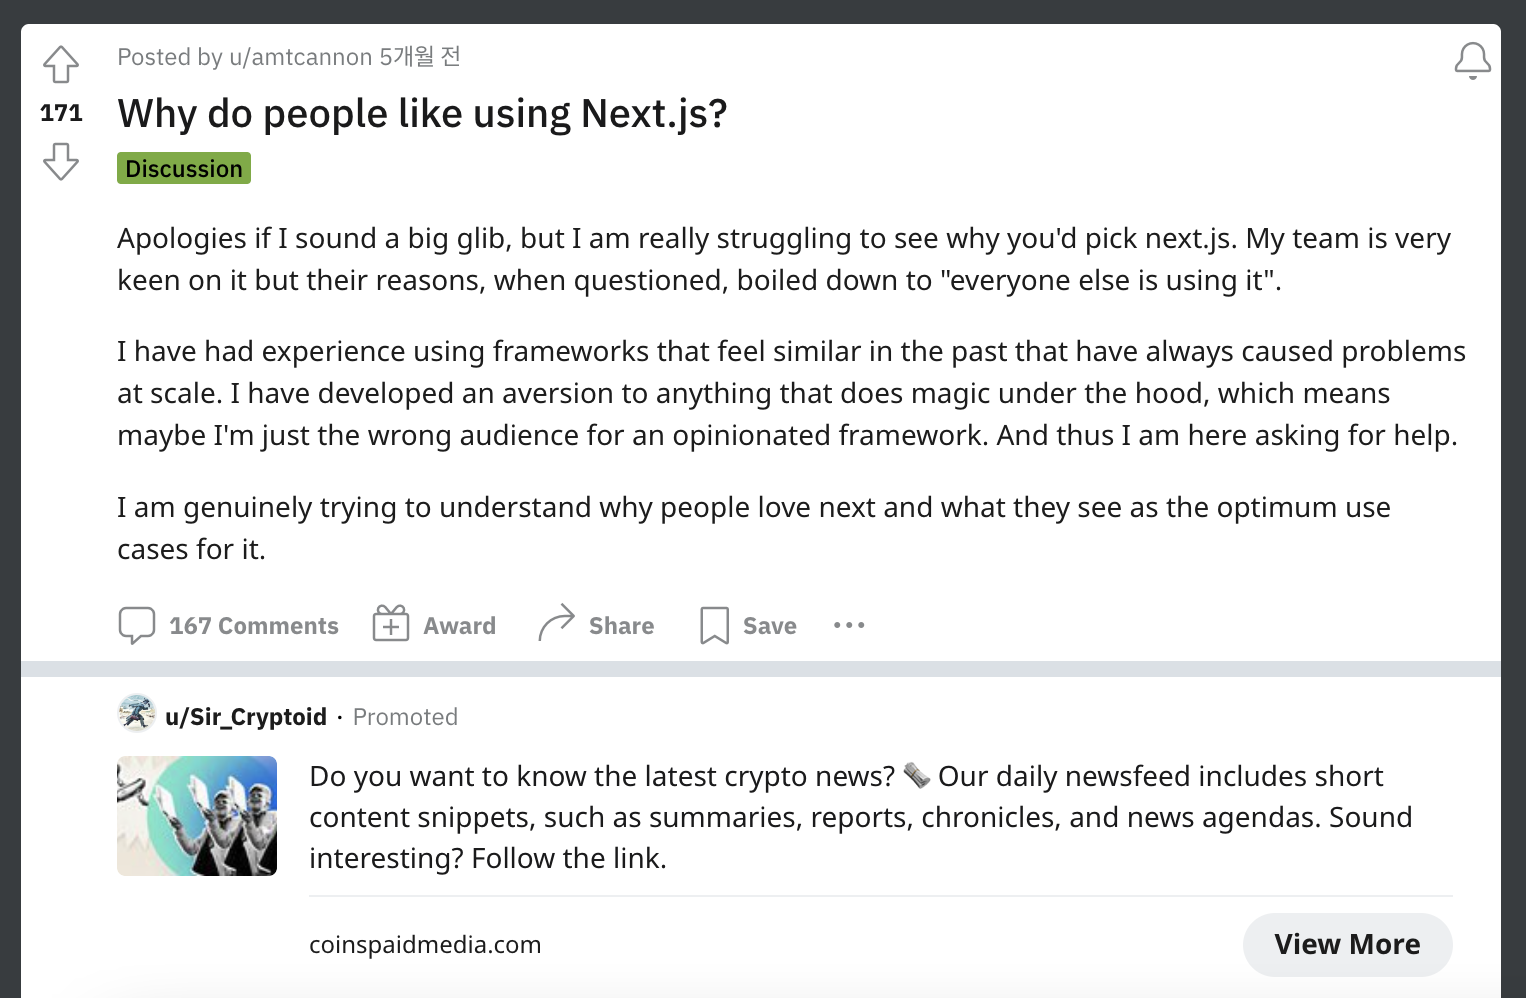 Posted by u/amtcannon 5개월 전
171
Why do people like using Next.js?
Discussion
Apologies if I sound a big glib, but I am really struggling to see why you'd pick next.js. My team is very
keen on it but their reasons, when questioned, boiled down to "everyone else is using it".
I have had experience using frameworks that feel similar in the past that have always caused problems
at scale. I have developed an aversion to anything that does magic under the hood, which means
maybe I'm just the wrong audience for an opinionated framework. And thus I am here asking for help.
I am genuinely trying to understand why people love next and what they see as the optimum use
cases for it.
167 Comments Award Share Save •••
u/Sir_Cryptoid · Promoted
Do you want to know the latest crypto news? 🗞️ Our daily newsfeed includes short
content snippets, such as summaries, reports, chronicles, and news agendas. Sound
interesting? Follow the link.
coinspaidmedia.com
View More